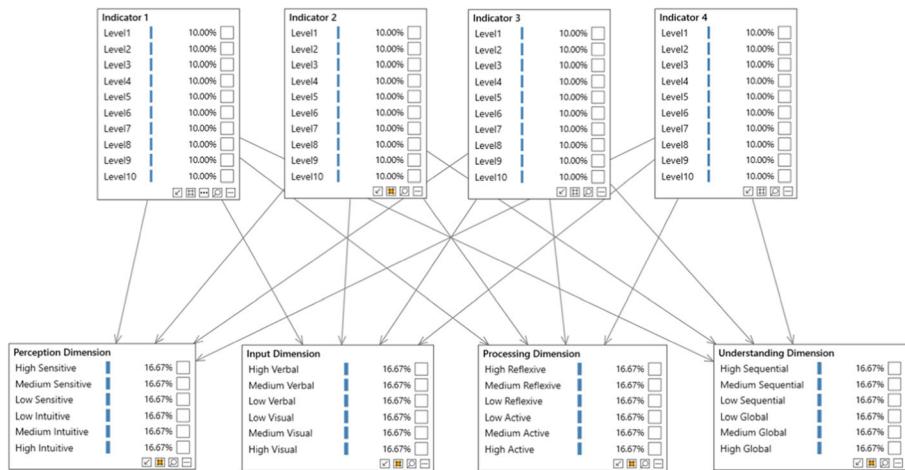 Indicator 1
Level1 10.00%
Level2 10.00%
Level3 10.00%
Level4 10.00%
Level5 10.00%
Level6 10.00%
Level7 10.00%
Level8 10.00%
Level9 10.00%
Level10 10.00%
Indicator 2
Level1 10.00%
Level2 10.00%
Level3 10.00%
Level4 10.00%
Level5 10.00%
Level6 10.00%
Level7 10.00%
Level8 10.00%
Level9 10.00%
Level10 10.00%
Indicator 3
Level1 10.00%
Level2 10.00%
Level3 10.00%
Level4 10.00%
Level5 10.00%
Level6 10.00%
Level7 10.00%
Level8 10.00%
Level9 10.00%
Level10 10.00%
Indicator 4
Level1 10.00%
Level2 10.00%
Level3 10.00%
Level4 10.00%
Level5 10.00%
Level6 10.00%
Level7 10.00%
Level8 10.00%
Level9 10.00%
Level10 10.00%
Perception Dimension
High Sensitive 16.67%
Medium Sensitive 16.67%
Low Sensitive 16.67%
Low Intuitive 16.67%
Medium Intuitive 16.67%
High Intuitive 16.67%
Input Dimension
High Verbal 16.67%
Medium Verbal 16.67%
Low Verbal 16.67%
Low Visual 16.67%
Medium Visual 16.67%
High Visual 16.67%
Processing Dimension
High Reflexive 16.67%
Medium Reflexive 16.67%
Low Reflexive 16.67%
Low Active 16.67%
Medium Active 16.67%
High Active 16.67%
Understanding Dimension
High Sequential 16.67%
Medium Sequential 16.67%
Low Sequential 16.67%
Low Global 16.67%
Medium Global 16.67%
High Global 16.67%